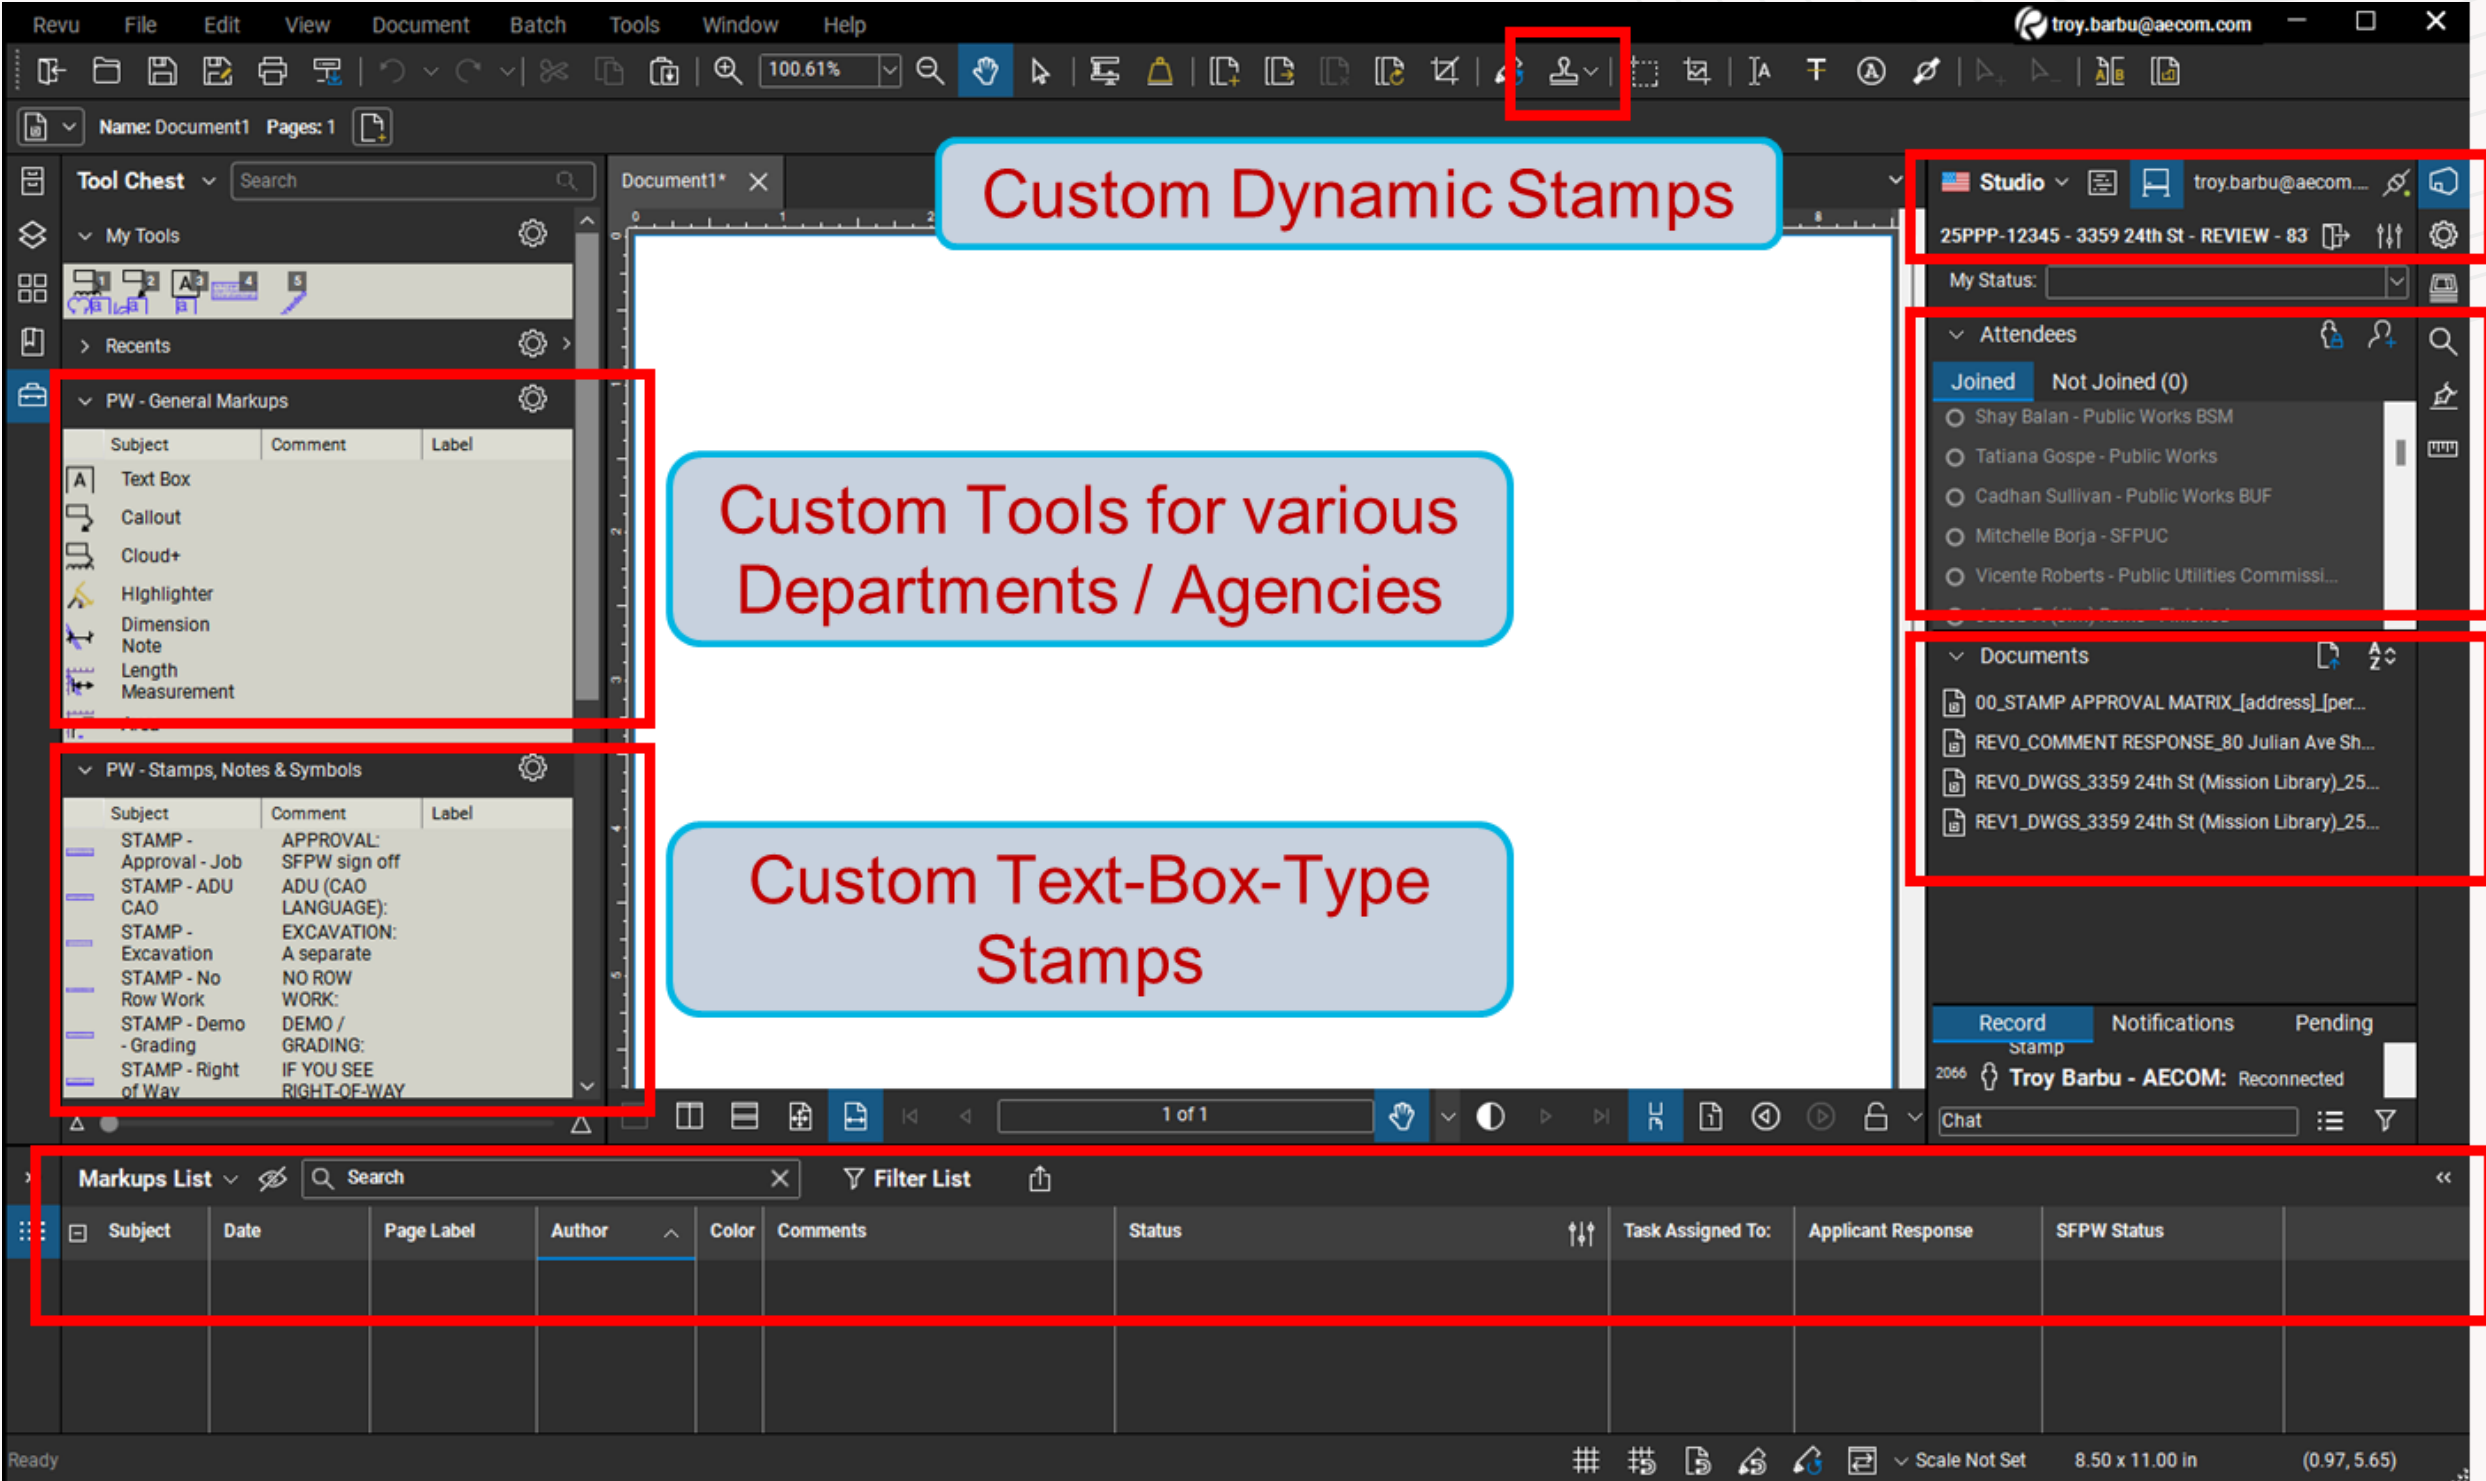 Revu File Edit View Document Batch Tools Window Help troy.barbu@aecom.com
100.61%
Name: Document1 Pages: 1
Tool Chest Search
My Tools
1 2 3 4 5
Recents
PW - General Markups
Subject Comment Label
Text Box
Callout
Cloud+
HIghlighter
Dimension
Note
Length
Measurement
PW - Stamps, Notes & Symbols
Subject Comment Label
STAMP - APPROVAL:
Approval - Job SFPW sign off
STAMP - ADU ADU (CAO
CAO LANGUAGE):
STAMP - EXCAVATION:
Excavation A separate
STAMP - No NO ROW
Row Work WORK:
STAMP - Demo DEMO /
- Grading GRADING:
STAMP - Right IF YOU SEE
of Way RIGHT-OF-WAY
Document1*
Custom Dynamic Stamps
Custom Tools for various
Departments / Agencies
Custom Text-Box-Type
Stamps
1 of 1
Studio troy.barbu@aecom....
25PPP-12345 - 3359 24th St - REVIEW - 83
My Status:
Attendees
Joined Not Joined (0)
Shay Balan - Public Works BSM
Tatiana Gospe - Public Works
Cadhan Sullivan - Public Works BUF
Mitchelle Borja - SFPUC
Vicente Roberts - Public Utilities Commissi...
Documents
00_STAMP APPROVAL MATRIX_[address]_[per...
REV0_COMMENT RESPONSE_80 Julian Ave Sh...
REV0_DWGS_3359 24th St (Mission Library)_25...
REV1_DWGS_3359 24th St (Mission Library)_25...
Record Notifications Pending
Stamp
2066 Troy Barbu - AECOM: Reconnected
Chat
Markups List Search Filter List
Subject Date Page Label Author Color Comments Status Task Assigned To: Applicant Response SFPW Status
Ready Scale Not Set 8.50 x 11.00 in (0.97, 5.65)